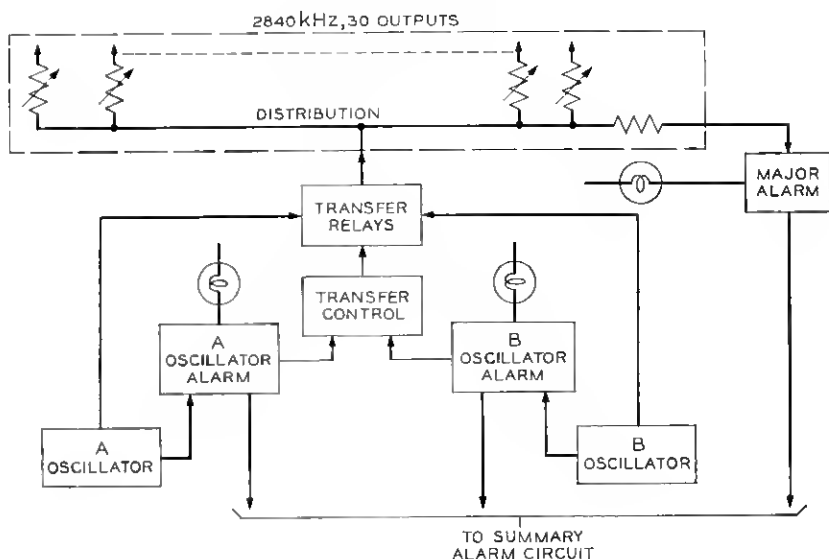 2840kHz, 30 OUTPUTS
DISTRIBUTION
MAJOR
ALARM
TRANSFER
RELAYS
TRANSFER
CONTROL
A
OSCILLATOR
ALARM
B
OSCILLATOR
ALARM
A
OSCILLATOR
B
OSCILLATOR
TO SUMMARY
ALARM CIRCUIT